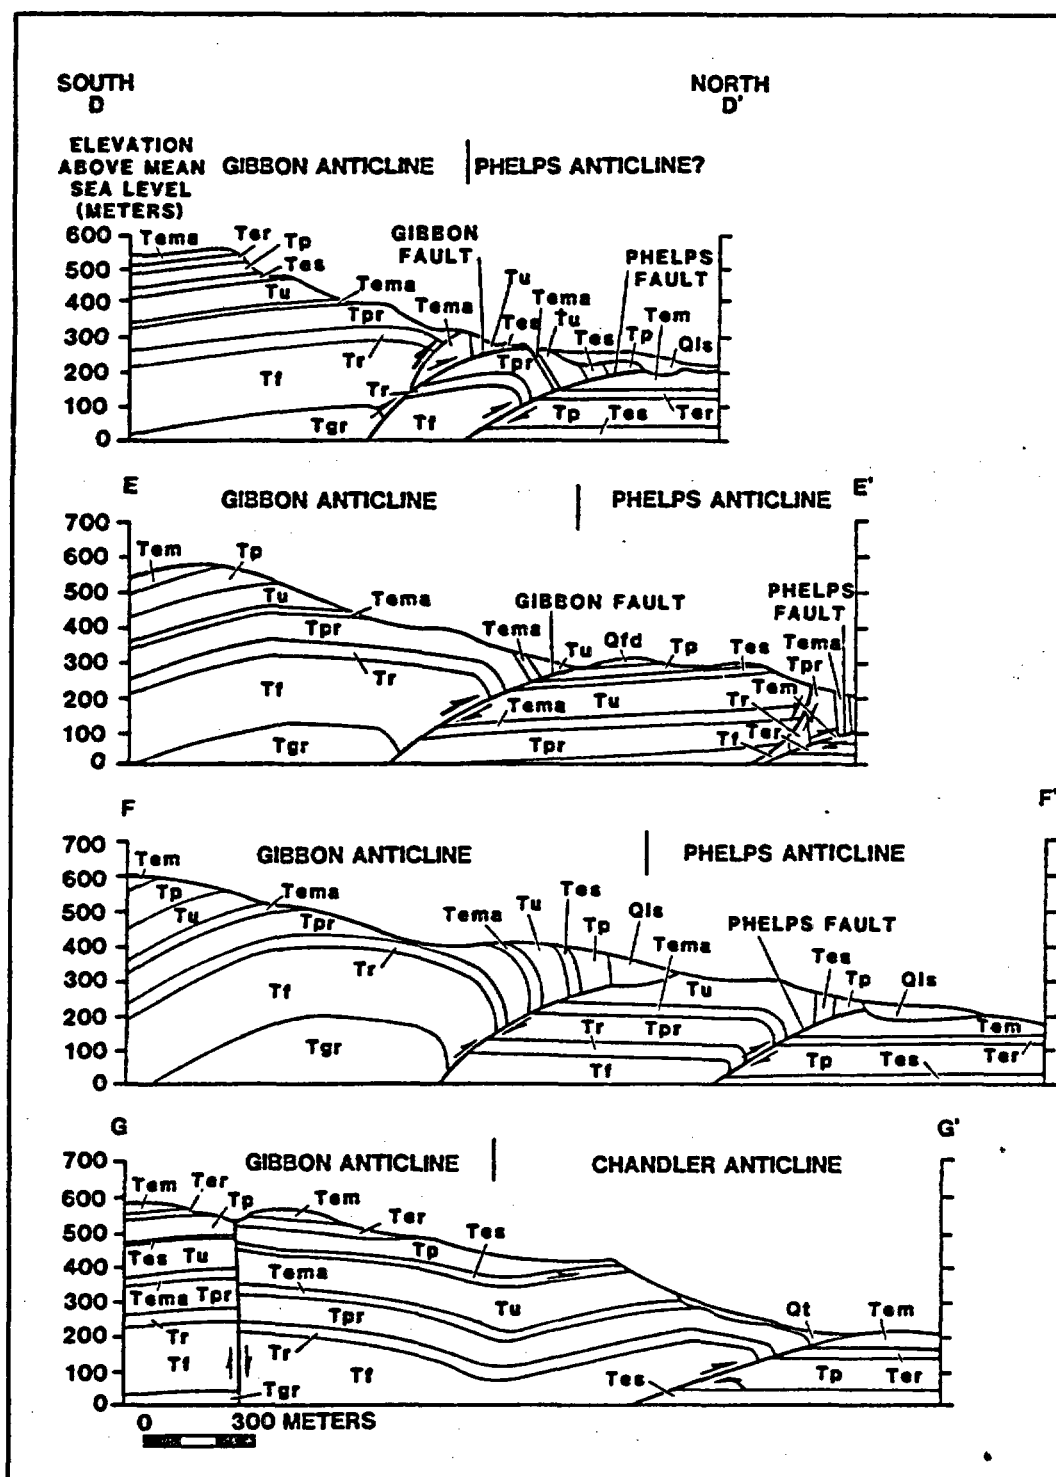 SOUTH
D
NORTH
D'
ELEVATION
ABOVE MEAN
SEA LEVEL
(METERS)
GIBBON ANTICLINE
PHELPS ANTICLINE?
600
500
400
300
200
100
0
Tema
Ter
Tp
Tes
Tu
Tema
Tpr
Tr
Tf
Tgr
Tr
Tf
GIBBON
FAULT
Tema
Tu
Tes
Tpr
Tema
Tu
PHELPS
FAULT
Tes
Tp
Tem
Qls
Tp
Tes
Ter
E
GIBBON ANTICLINE
PHELPS ANTICLINE
E'
700
600
500
400
300
200
100
0
Tem
Tp
Tu
Tema
Tpr
Tr
Tf
Tgr
GIBBON FAULT
Tema
Tu
Qfd
Tp
Tes
Tema
Tu
Tpr
PHELPS
FAULT
Tema
Tpr
Tem
Tr
Ter
Tf
F
GIBBON ANTICLINE
PHELPS ANTICLINE
F'
700
600
500
400
300
200
100
0
Tem
Tp
Tu
Tema
Tpr
Tr
Tf
Tgr
Tema
Tu
Tes
Tp
Qls
Tema
Tu
Tr
Tpr
Tf
PHELPS FAULT
Tes
Tp
Qls
Tem
Ter
Tp
Tes
G
GIBBON ANTICLINE
CHANDLER ANTICLINE
G'
700
600
500
400
300
200
100
0
Tem
Ter
Tp
Tem
Ter
Tes
Tp
Tes
Tu
Tema
Tu
Tema
Tpr
Tpr
Tr
Tr
Tf
Tf
Tgr
Qt
Tem
Tes
Tp
Ter
0
300 METERS